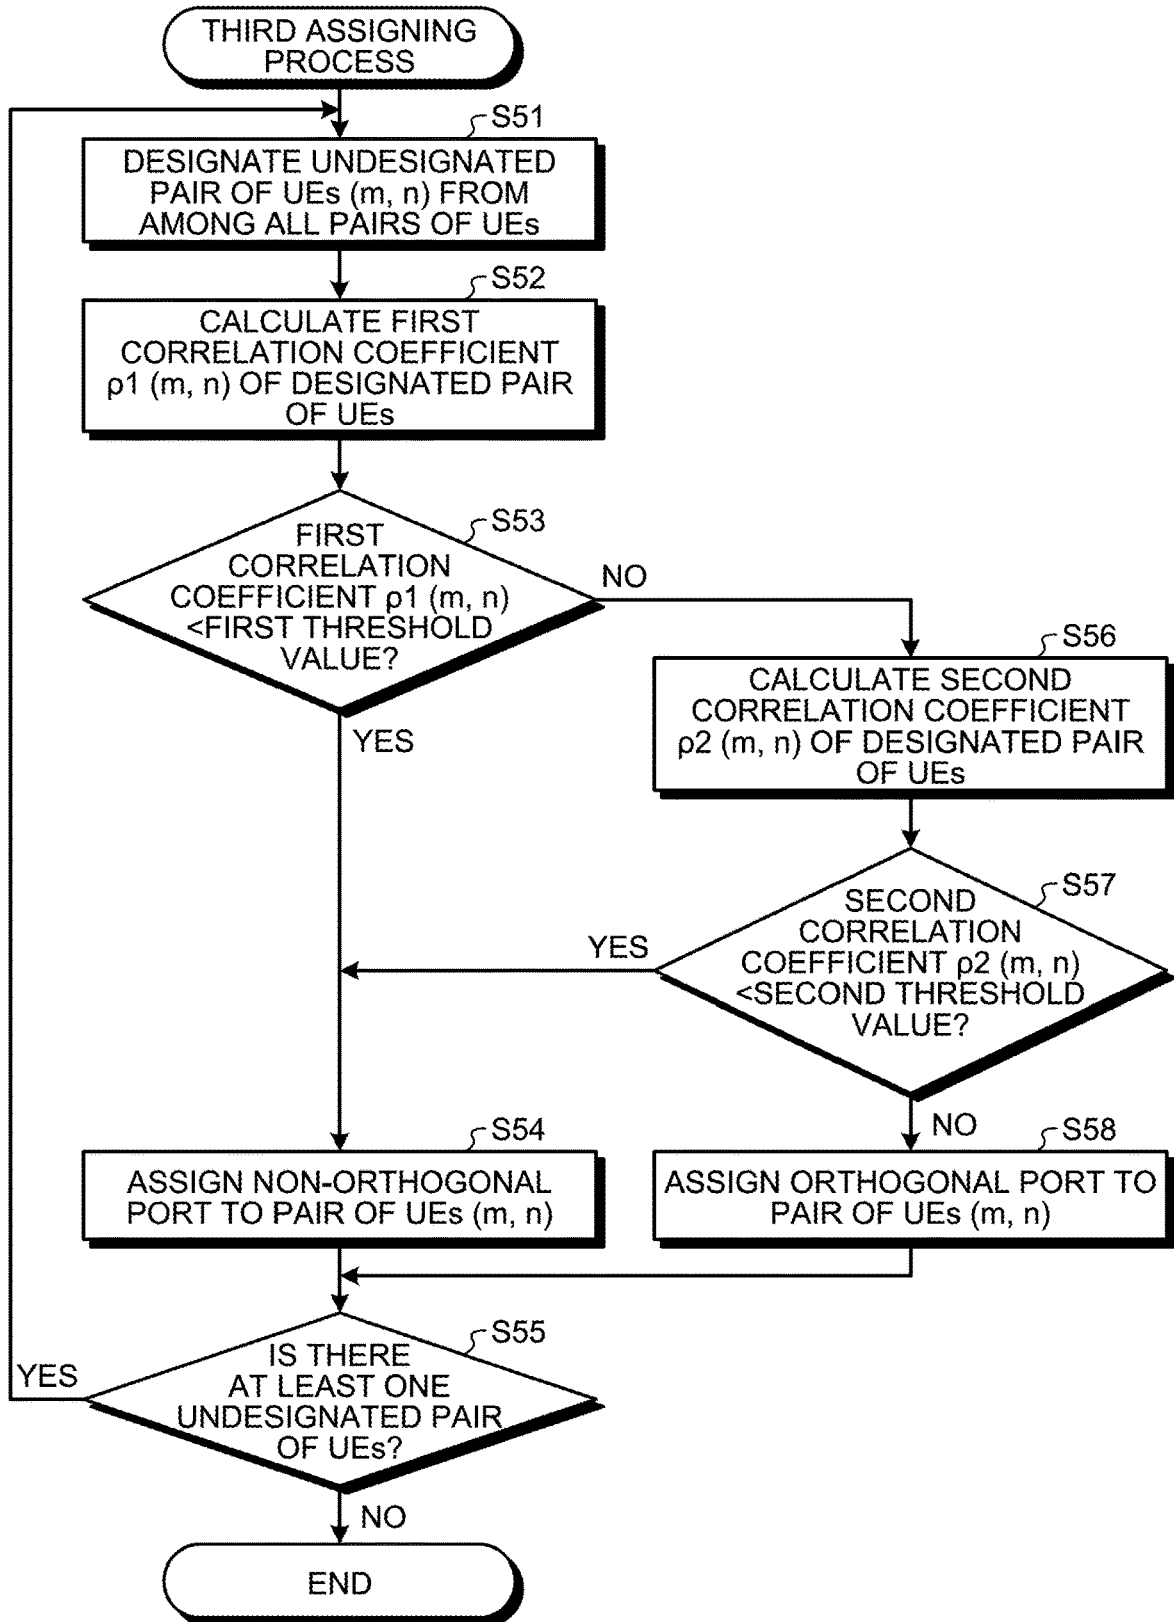 THIRD ASSIGNING
PROCESS
S51
DESIGNATE UNDESIGNATED
PAIR OF UEs (m, n) FROM
AMONG ALL PAIRS OF UEs
S52
CALCULATE FIRST
CORRELATION COEFFICIENT
ρ1 (m, n) OF DESIGNATED PAIR
OF UEs
S53
FIRST
CORRELATION
COEFFICIENT ρ1 (m, n)
<FIRST THRESHOLD
VALUE?
NO
YES
S56
CALCULATE SECOND
CORRELATION COEFFICIENT
ρ2 (m, n) OF DESIGNATED PAIR
OF UEs
S57
SECOND
CORRELATION
COEFFICIENT ρ2 (m, n)
<SECOND THRESHOLD
VALUE?
YES
NO
S54
ASSIGN NON-ORTHOGONAL
PORT TO PAIR OF UEs (m, n)
S58
ASSIGN ORTHOGONAL PORT TO
PAIR OF UEs (m, n)
S55
IS THERE
AT LEAST ONE
UNDESIGNATED PAIR
OF UEs?
YES
NO
END